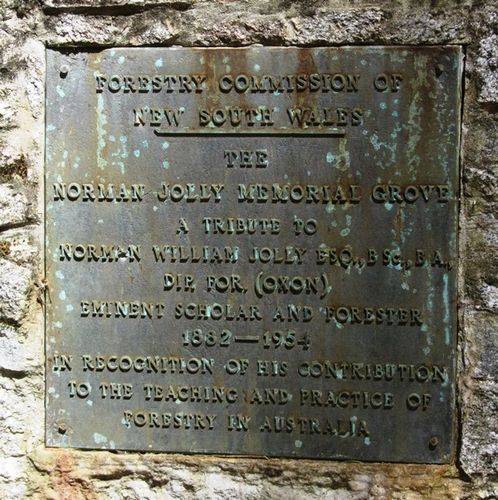 FORESTRY COMMISSION OF
NEW SOUTH WALES
THE
NORMAN JOLLY MEMORIAL GROVE
A TRIBUTE TO
NORMAN WILLIAM JOLLY ESQ., B.SC., B.A.,
DIP. FOR. (OXON),
EMINENT SCHOLAR AND FORESTER
1882—1954
IN RECOGNITION OF HIS CONTRIBUTION
TO THE TEACHING AND PRACTICE OF
FORESTRY IN AUSTRALIA